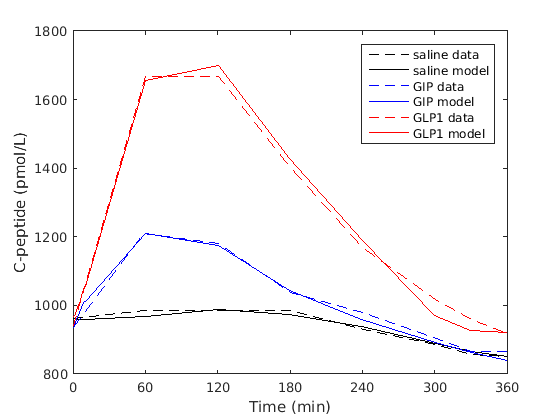 1800
1600
1400
1200
1000
800
C-peptide (pmol/L)
saline data
saline model
GIP data
GIP model
GLP1 data
GLP1 model
0 60 120 180 240 300 360
Time (min)